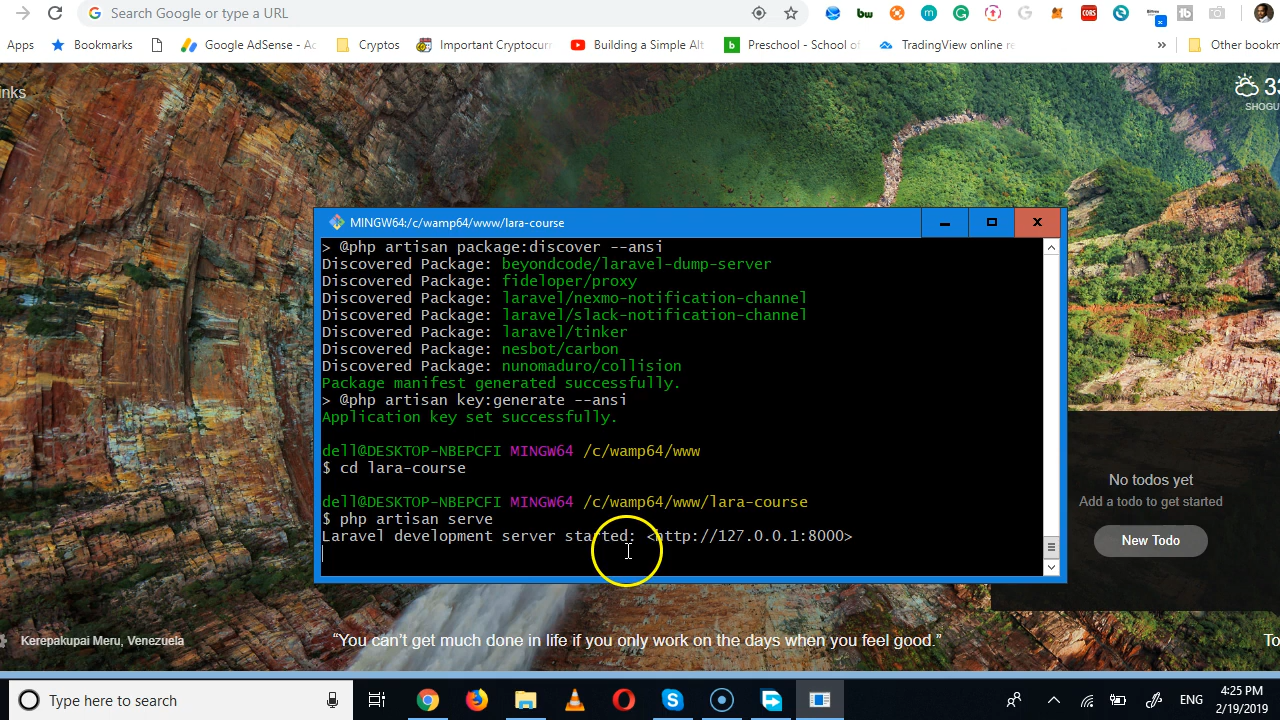 Search Google or type a URL
Apps
Bookmarks
Google AdSense - Ac
Cryptos
Important Cryptocurr
Building a Simple Alt
Preschool - School of
TradingView online re
»
Other bookm
inks
33
SHOGU
MINGW64:/c/wamp64/www/lara-course
> @php artisan package:discover --ansi
Discovered Package: beyondcode/laravel-dump-server
Discovered Package: fideloper/proxy
Discovered Package: laravel/nexmo-notification-channel
Discovered Package: laravel/slack-notification-channel
Discovered Package: laravel/tinker
Discovered Package: nesbot/carbon
Discovered Package: nunomaduro/collision
Package manifest generated successfully.
> @php artisan key:generate --ansi
Application key set successfully.
dell@DESKTOP-NBEPCFI MINGW64 /c/wamp64/www
$ cd lara-course
dell@DESKTOP-NBEPCFI MINGW64 /c/wamp64/www/lara-course
$ php artisan serve
Laravel development server started: <http://127.0.0.1:8000>
No todos yet
Add a todo to get started
New Todo
Kerepakupai Meru, Venezuela
“You can’t get much done in life if you only work on the days when you feel good.”
To
Type here to search
ENG
4:25 PM
2/19/2019